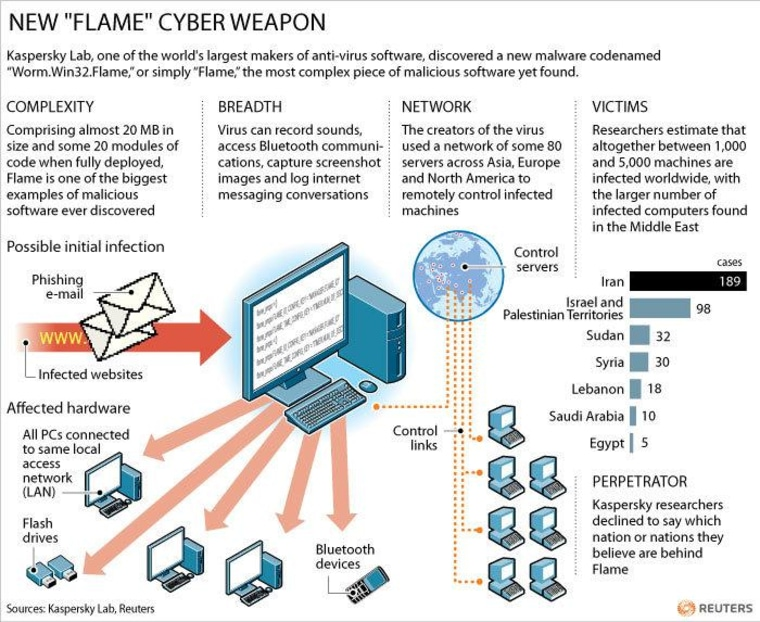 NEW "FLAME" CYBER WEAPON
Kaspersky Lab, one of the world's largest makers of anti-virus software, discovered a new malware codenamed
"Worm.Win32.Flame," or simply "Flame," the most complex piece of malicious software yet found.
COMPLEXITY
Comprising almost 20 MB in
size and some 20 modules of
code when fully deployed,
Flame is one of the biggest
examples of malicious
software ever discovered
BREADTH
Virus can record sounds,
access Bluetooth communi-
cations, capture screenshot
images and log internet
messaging conversations
NETWORK
The creators of the virus
used a network of some 80
servers across Asia, Europe
and North America to
remotely control infected
machines
VICTIMS
Researchers estimate that
altogether between 1,000
and 5,000 machines are
infected worldwide, with
the larger number of
infected computers found
in the Middle East
Possible initial infection
Phishing
e-mail
www.
Infected websites
Control
servers
cases
Iran 189
Israel and
Palestinian Territories 98
Sudan 32
Syria 30
Lebanon 18
Saudi Arabia 10
Egypt 5
Affected hardware
All PCs connected
to same local
access
network
(LAN)
Flash
drives
Bluetooth
devices
Control
links
PERPETRATOR
Kaspersky researchers
declined to say which
nation or nations they
believe are behind
Flame
Sources: Kaspersky Lab, Reuters
REUTERS